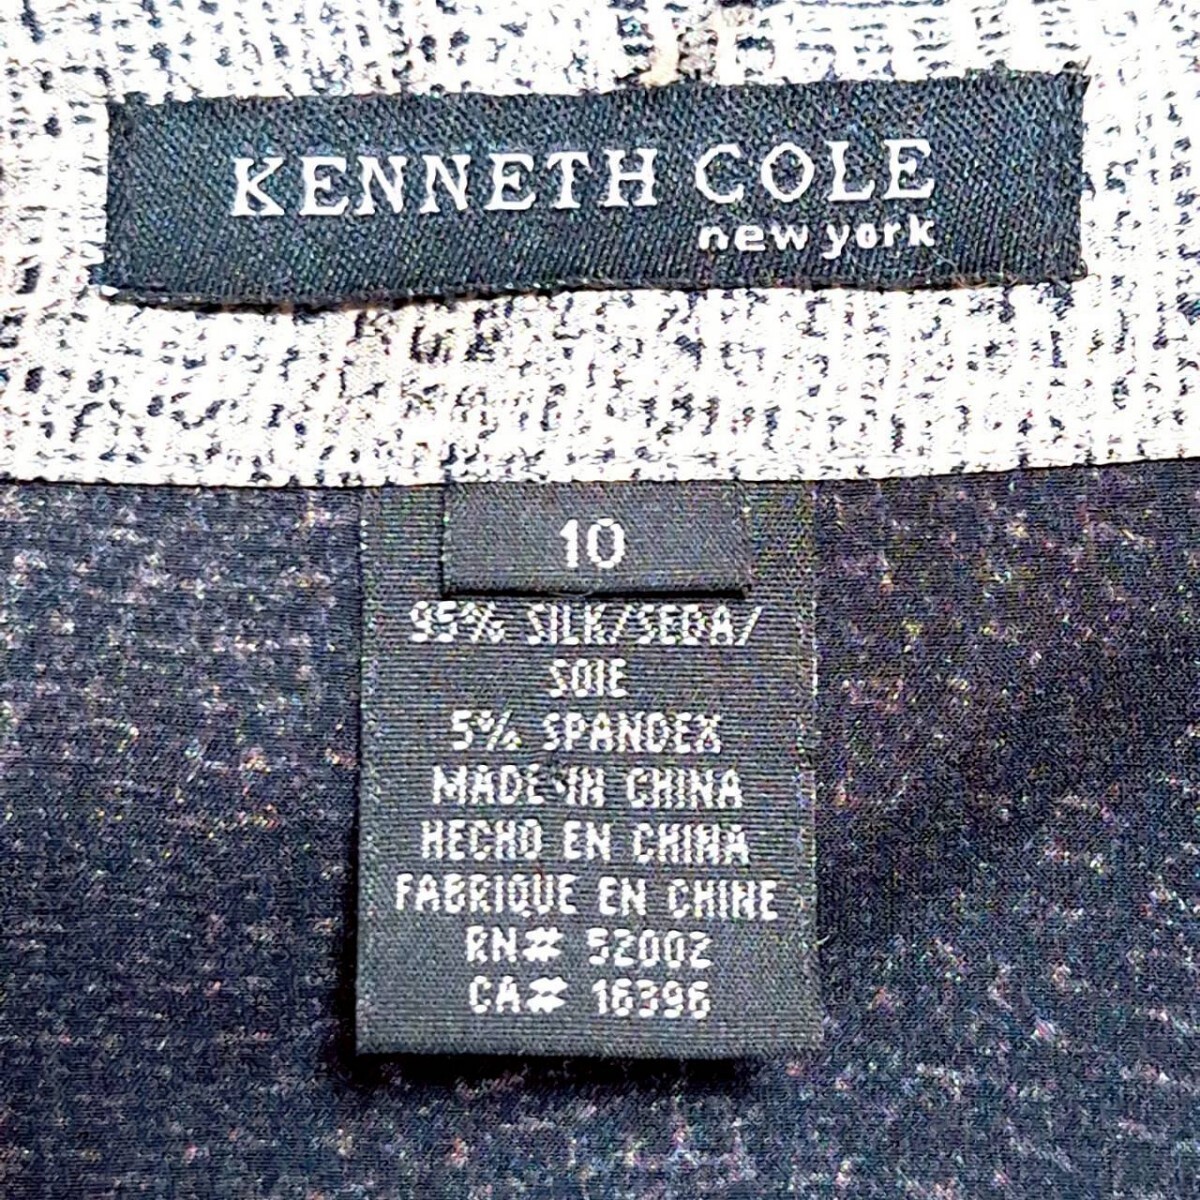 KENNETH COLE
new york
10
95% SILK/SEDA/
SOIE
5% SPANDEX
MADE IN CHINA
HECHO EN CHINA
FABRIQUE EN CHINE
RN# 52002
CA# 16396